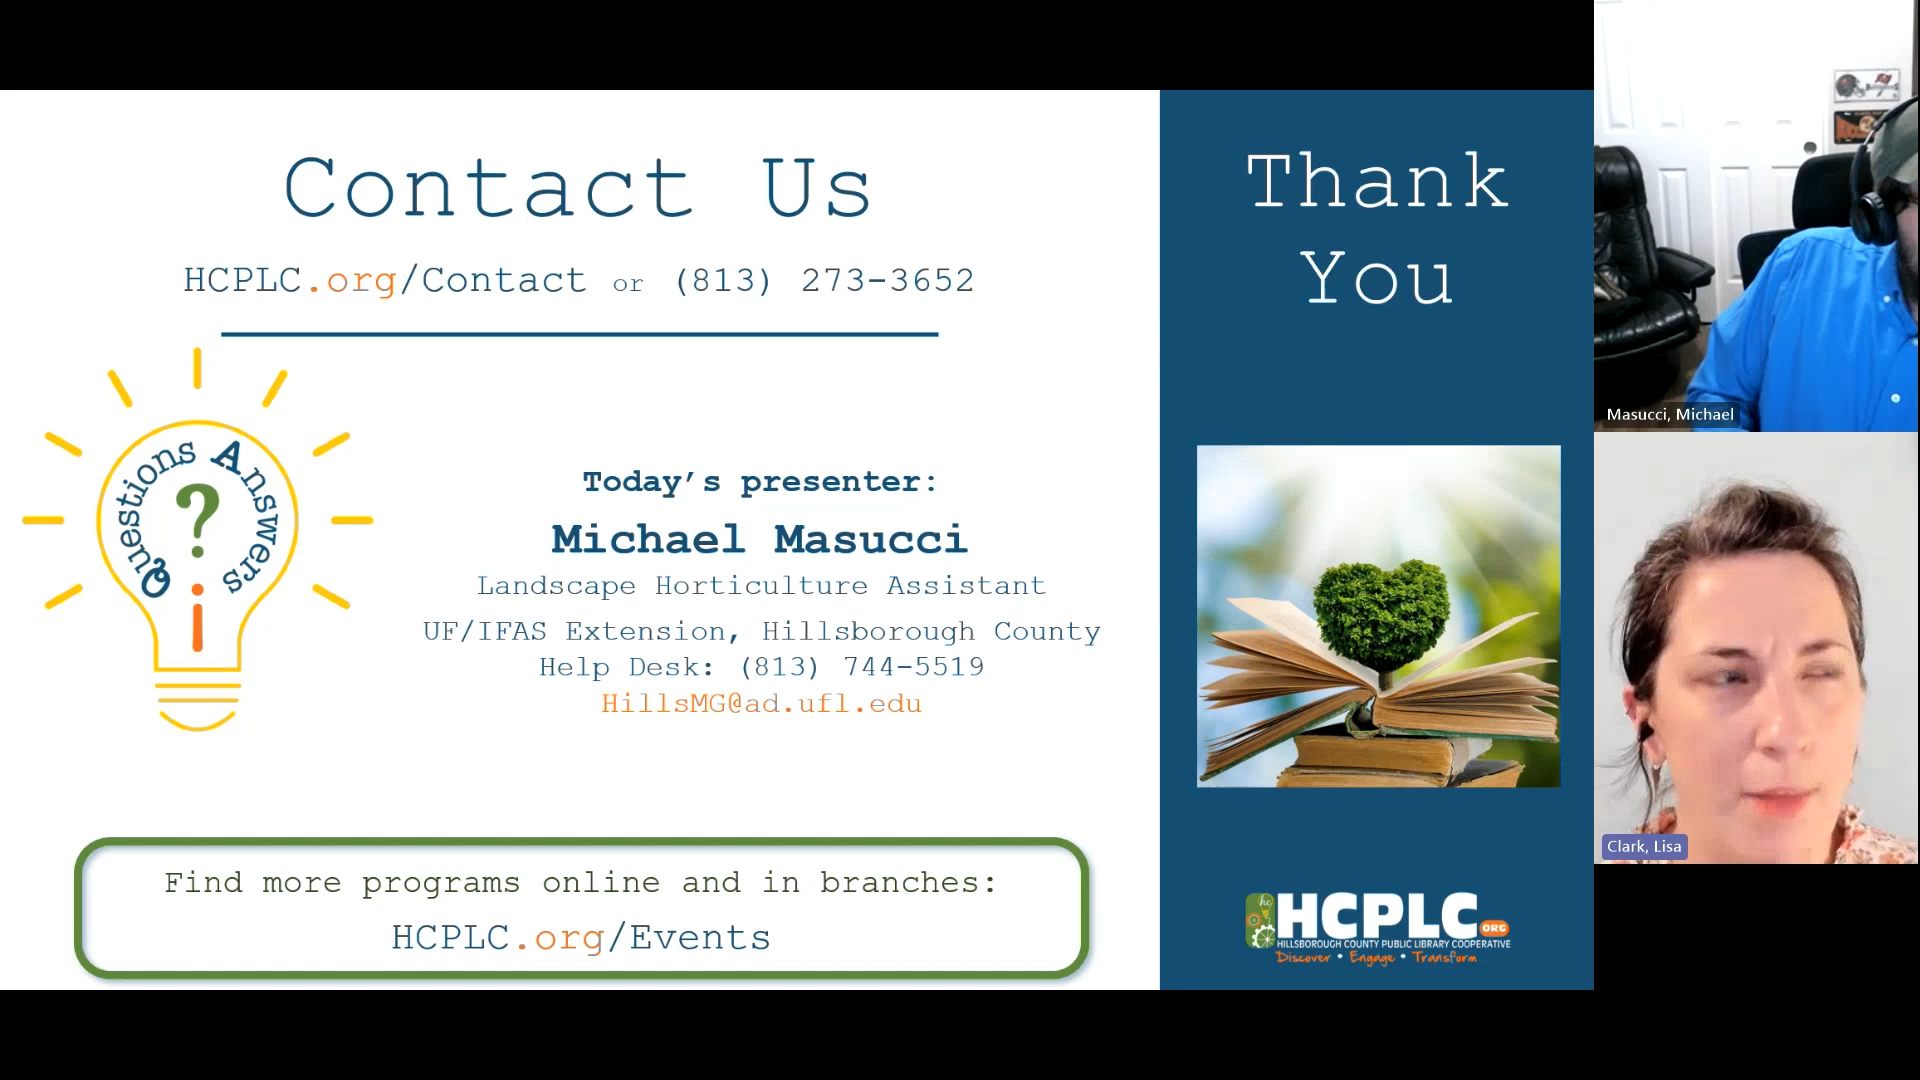 Contact Us
HCPLC.org/Contact or (813) 273-3652
Questions Answers
Today’s presenter:
Michael Masucci
Landscape Horticulture Assistant
UF/IFAS Extension, Hillsborough County
Help Desk: (813) 744-5519
HillsMG@ad.ufl.edu
Find more programs online and in branches:
HCPLC.org/Events
Thank
You
hc
HCPLC
ORG
HILLSBOROUGH COUNTY PUBLIC LIBRARY COOPERATIVE
Discover • Engage • Transform
Masucci, Michael
Clark, Lisa